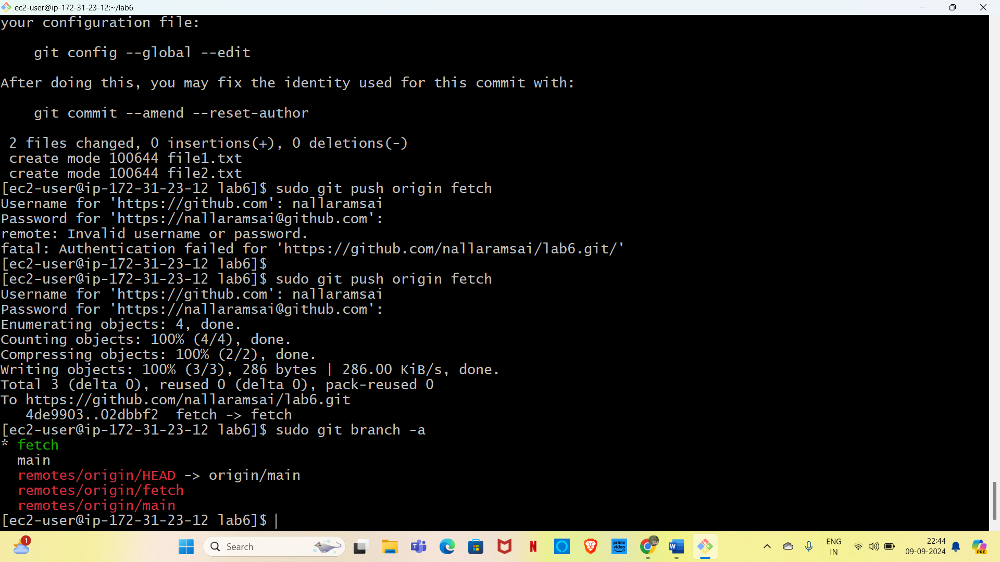 ec2-user@ip-172-31-23-12:~/lab6
your configuration file:
    git config --global --edit
After doing this, you may fix the identity used for this commit with:
    git commit --amend --reset-author
 2 files changed, 0 insertions(+), 0 deletions(-)
 create mode 100644 file1.txt
 create mode 100644 file2.txt
[ec2-user@ip-172-31-23-12 lab6]$ sudo git push origin fetch
Username for 'https://github.com': nallaramsai
Password for 'https://nallaramsai@github.com':
remote: Invalid username or password.
fatal: Authentication failed for 'https://github.com/nallaramsai/lab6.git/'
[ec2-user@ip-172-31-23-12 lab6]$
[ec2-user@ip-172-31-23-12 lab6]$ sudo git push origin fetch
Username for 'https://github.com': nallaramsai
Password for 'https://nallaramsai@github.com':
Enumerating objects: 4, done.
Counting objects: 100% (4/4), done.
Compressing objects: 100% (2/2), done.
Writing objects: 100% (3/3), 286 bytes | 286.00 KiB/s, done.
Total 3 (delta 0), reused 0 (delta 0), pack-reused 0
To https://github.com/nallaramsai/lab6.git
   4de9903..02dbbf2  fetch -> fetch
[ec2-user@ip-172-31-23-12 lab6]$ sudo git branch -a
* fetch
  main
  remotes/origin/HEAD -> origin/main
  remotes/origin/fetch
  remotes/origin/main
[ec2-user@ip-172-31-23-12 lab6]$
1
Search
T
N
prime video
W
ENG
IN
22:44
09-09-2024
PRE